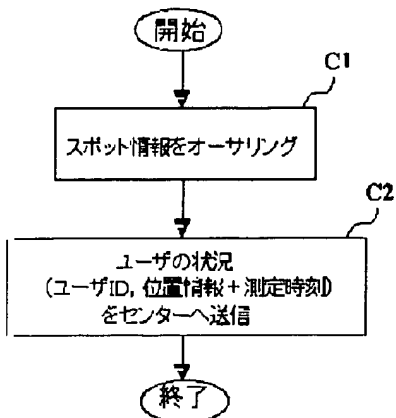 開始
C1
スポット情報をオーサリング
C2
ユーザの状況
(ユーザID, 位置情報+測定時刻)
をセンターへ送信
終了